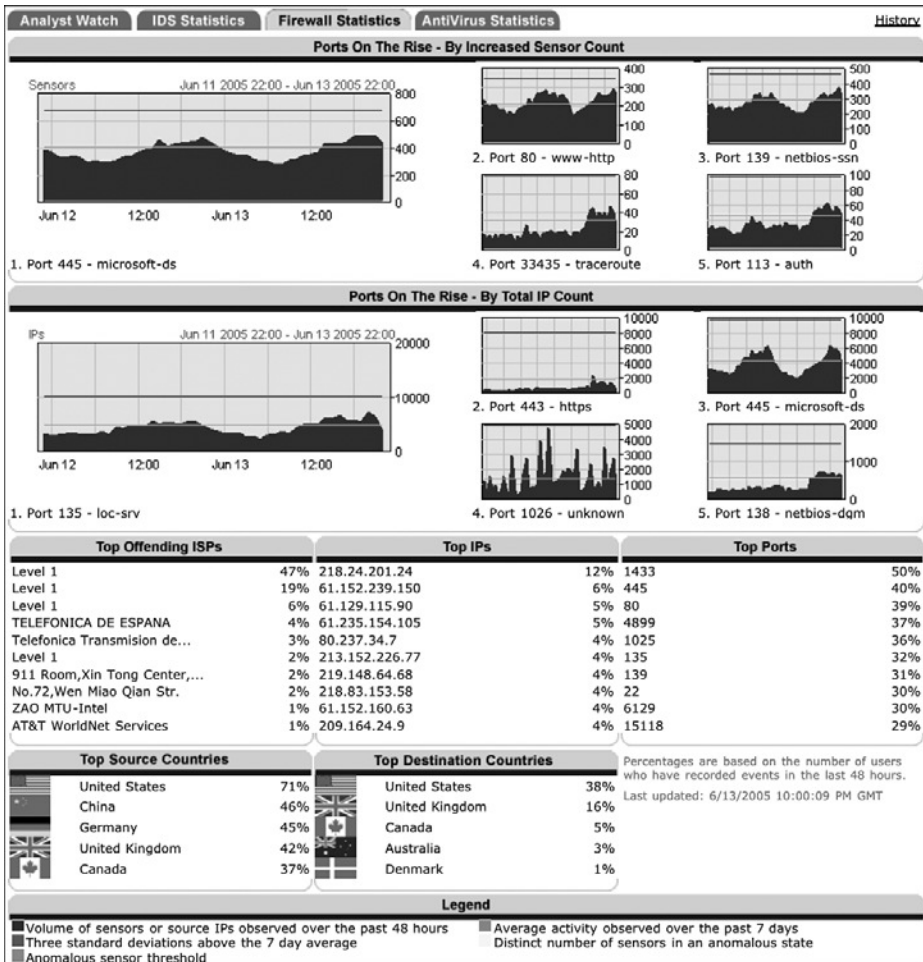 Analyst Watch IDS Statistics Firewall Statistics AntiVirus Statistics History
Ports On The Rise - By Increased Sensor Count
Sensors Jun 11 2005 22:00 - Jun 13 2005 22:00
800
600
400
200
0
Jun 12 12:00 Jun 13 12:00
1. Port 445 - microsoft-ds
400
300
200
100
0
2. Port 80 - www-http
500
400
300
200
100
0
3. Port 139 - netbios-ssn
80
60
40
20
0
4. Port 33435 - traceroute
100
80
60
40
20
0
5. Port 113 - auth
Ports On The Rise - By Total IP Count
IPs Jun 11 2005 22:00 - Jun 13 2005 22:00
20000
10000
0
Jun 12 12:00 Jun 13 12:00
1. Port 135 - loc-srv
10000
8000
6000
4000
2000
0
2. Port 443 - https
10000
8000
6000
4000
2000
0
3. Port 445 - microsoft-ds
5000
4000
3000
2000
1000
0
4. Port 1026 - unknown
2000
1000
0
5. Port 138 - netbios-dgm
Top Offending ISPs
Level 1 47%
Level 1 19%
Level 1 6%
TELEFONICA DE ESPANA 4%
Telefonica Transmision de... 3%
Level 1 2%
911 Room,Xin Tong Center,... 2%
No.72,Wen Miao Qian Str. 2%
ZAO MTU-Intel 1%
AT&T WorldNet Services 1%
Top IPs
218.24.201.24 12%
61.152.239.150 6%
61.129.115.90 5%
61.235.154.105 5%
80.237.34.7 4%
213.152.226.77 4%
219.148.64.68 4%
218.83.153.58 4%
61.152.160.63 4%
209.164.24.9 4%
Top Ports
1433 50%
445 40%
80 39%
4899 37%
1025 36%
135 32%
139 31%
22 30%
6129 30%
15118 29%
Top Source Countries
United States 71%
China 46%
Germany 45%
United Kingdom 42%
Canada 37%
Top Destination Countries
United States 38%
United Kingdom 16%
Canada 5%
Australia 3%
Denmark 1%
Percentages are based on the number of users
who have recorded events in the last 48 hours.
Last updated: 6/13/2005 10:00:09 PM GMT
Legend
Volume of sensors or source IPs observed over the past 48 hours
Three standard deviations above the 7 day average
Anomalous sensor threshold
Average activity observed over the past 7 days
Distinct number of sensors in an anomalous state